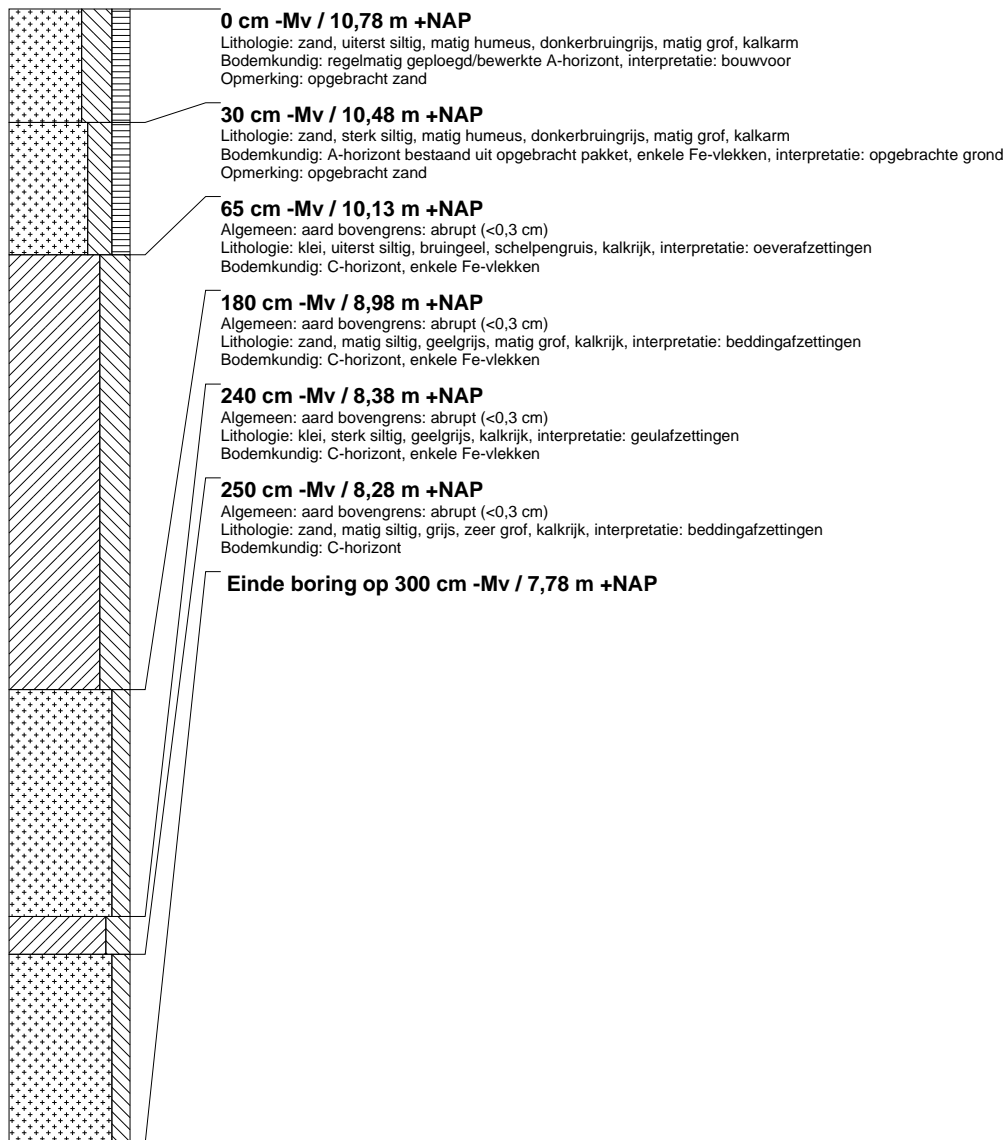 0 cm -Mv / 10,78 m +NAP
Lithologie: zand, uiterst siltig, matig humeus, donkerbruingrijs, matig grof, kalkarm
Bodemkundig: regelmatig geploegd/bewerkte A-horizont, interpretatie: bouwvoor
Opmerking: opgebracht zand
30 cm -Mv / 10,48 m +NAP
Lithologie: zand, sterk siltig, matig humeus, donkerbruingrijs, matig grof, kalkarm
Bodemkundig: A-horizont bestaand uit opgebracht pakket, enkele Fe-vlekken, interpretatie: opgebrachte grond
Opmerking: opgebracht zand
65 cm -Mv / 10,13 m +NAP
Algemeen: aard bovengrens: abrupt (<0,3 cm)
Lithologie: klei, uiterst siltig, bruingeel, schelpengruis, kalkrijk, interpretatie: oeverafzettingen
Bodemkundig: C-horizont, enkele Fe-vlekken
180 cm -Mv / 8,98 m +NAP
Algemeen: aard bovengrens: abrupt (<0,3 cm)
Lithologie: zand, matig siltig, geelgrijs, matig grof, kalkrijk, interpretatie: beddingafzettingen
Bodemkundig: C-horizont, enkele Fe-vlekken
240 cm -Mv / 8,38 m +NAP
Algemeen: aard bovengrens: abrupt (<0,3 cm)
Lithologie: klei, sterk siltig, geelgrijs, kalkrijk, interpretatie: geulafzettingen
Bodemkundig: C-horizont, enkele Fe-vlekken
250 cm -Mv / 8,28 m +NAP
Algemeen: aard bovengrens: abrupt (<0,3 cm)
Lithologie: zand, matig siltig, grijs, zeer grof, kalkrijk, interpretatie: beddingafzettingen
Bodemkundig: C-horizont
Einde boring op 300 cm -Mv / 7,78 m +NAP